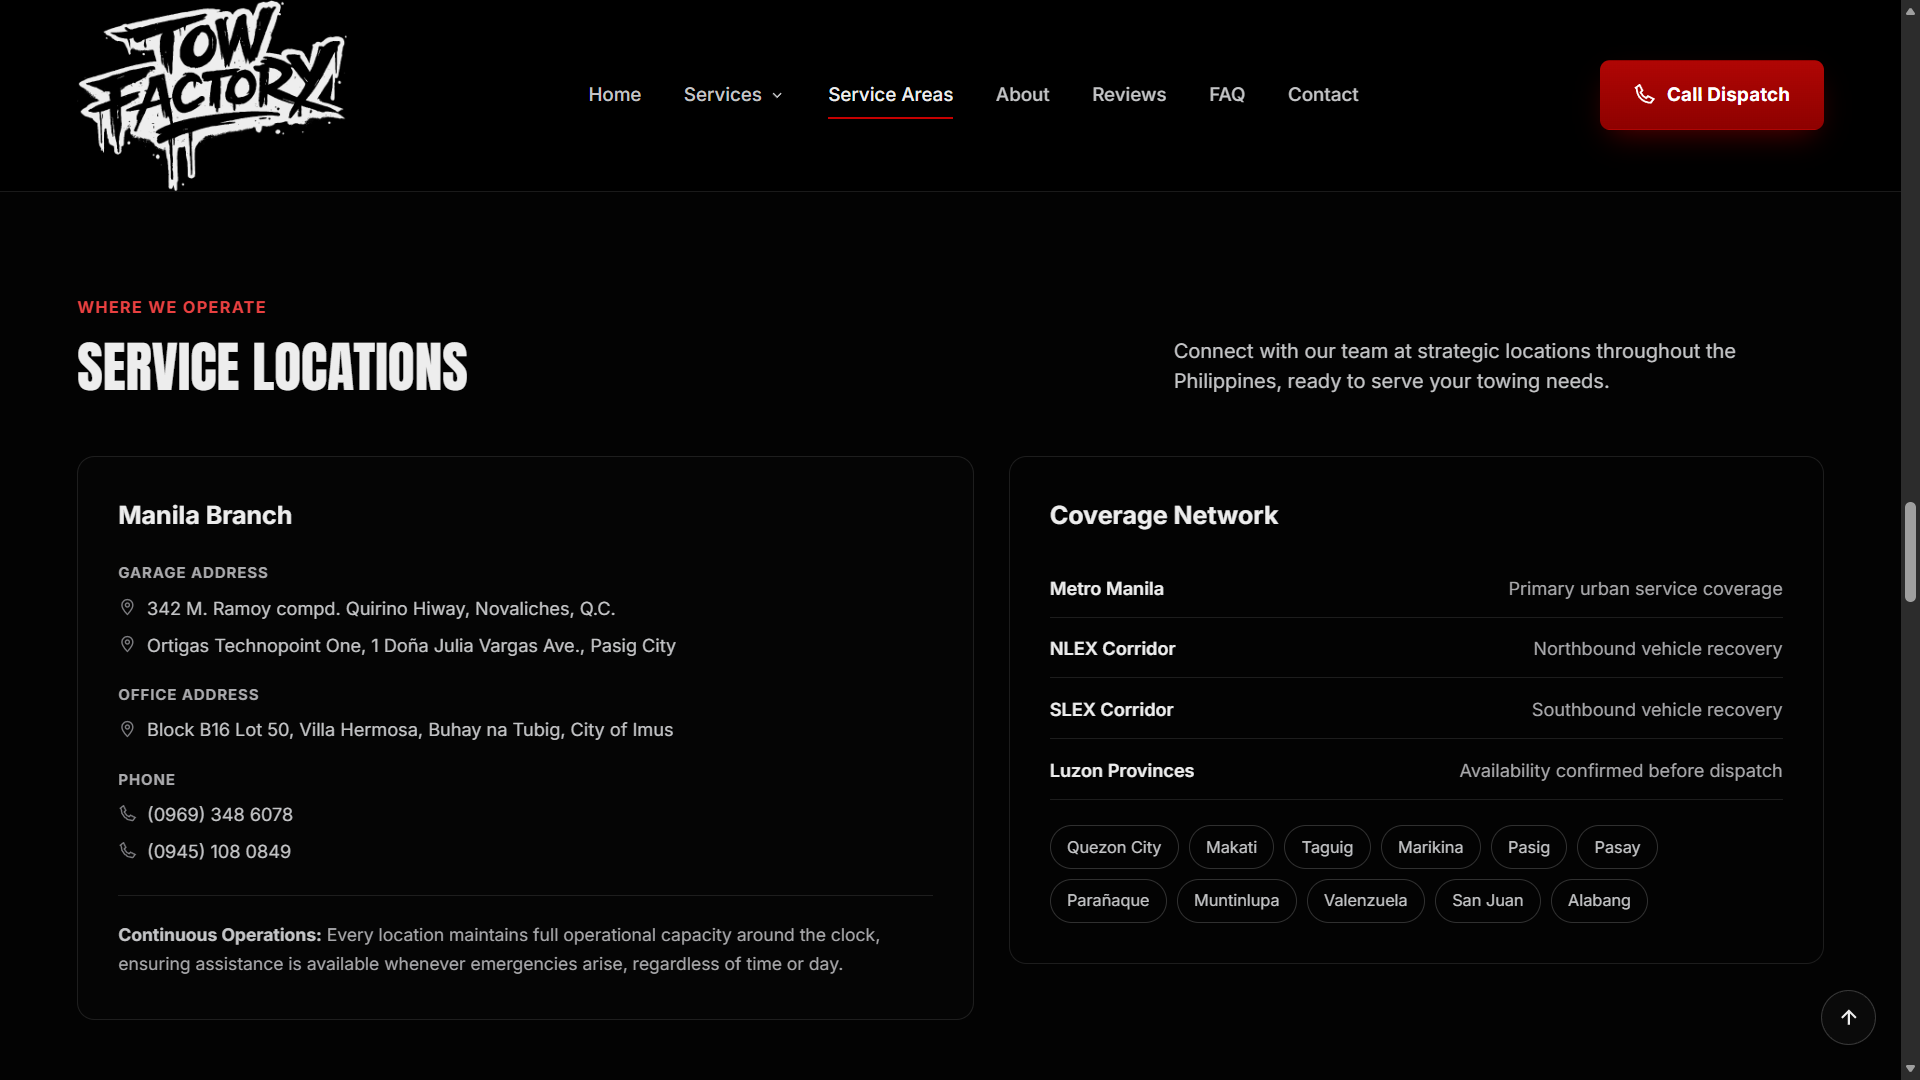 TOW
FACTORY
Home
Services
Service Areas
About
Reviews
FAQ
Contact
Call Dispatch
WHERE WE OPERATE
SERVICE LOCATIONS
Connect with our team at strategic locations throughout the
Philippines, ready to serve your towing needs.
Manila Branch
GARAGE ADDRESS
342 M. Ramoy compd. Quirino Hiway, Novaliches, Q.C.
Ortigas Technopoint One, 1 Doña Julia Vargas Ave., Pasig City
OFFICE ADDRESS
Block B16 Lot 50, Villa Hermosa, Buhay na Tubig, City of Imus
PHONE
(0969) 348 6078
(0945) 108 0849
Continuous Operations: Every location maintains full operational capacity around the clock,
ensuring assistance is available whenever emergencies arise, regardless of time or day.
Coverage Network
Metro Manila Primary urban service coverage
NLEX Corridor Northbound vehicle recovery
SLEX Corridor Southbound vehicle recovery
Luzon Provinces Availability confirmed before dispatch
Quezon City Makati Taguig Marikina Pasig Pasay
Parañaque Muntinlupa Valenzuela San Juan Alabang